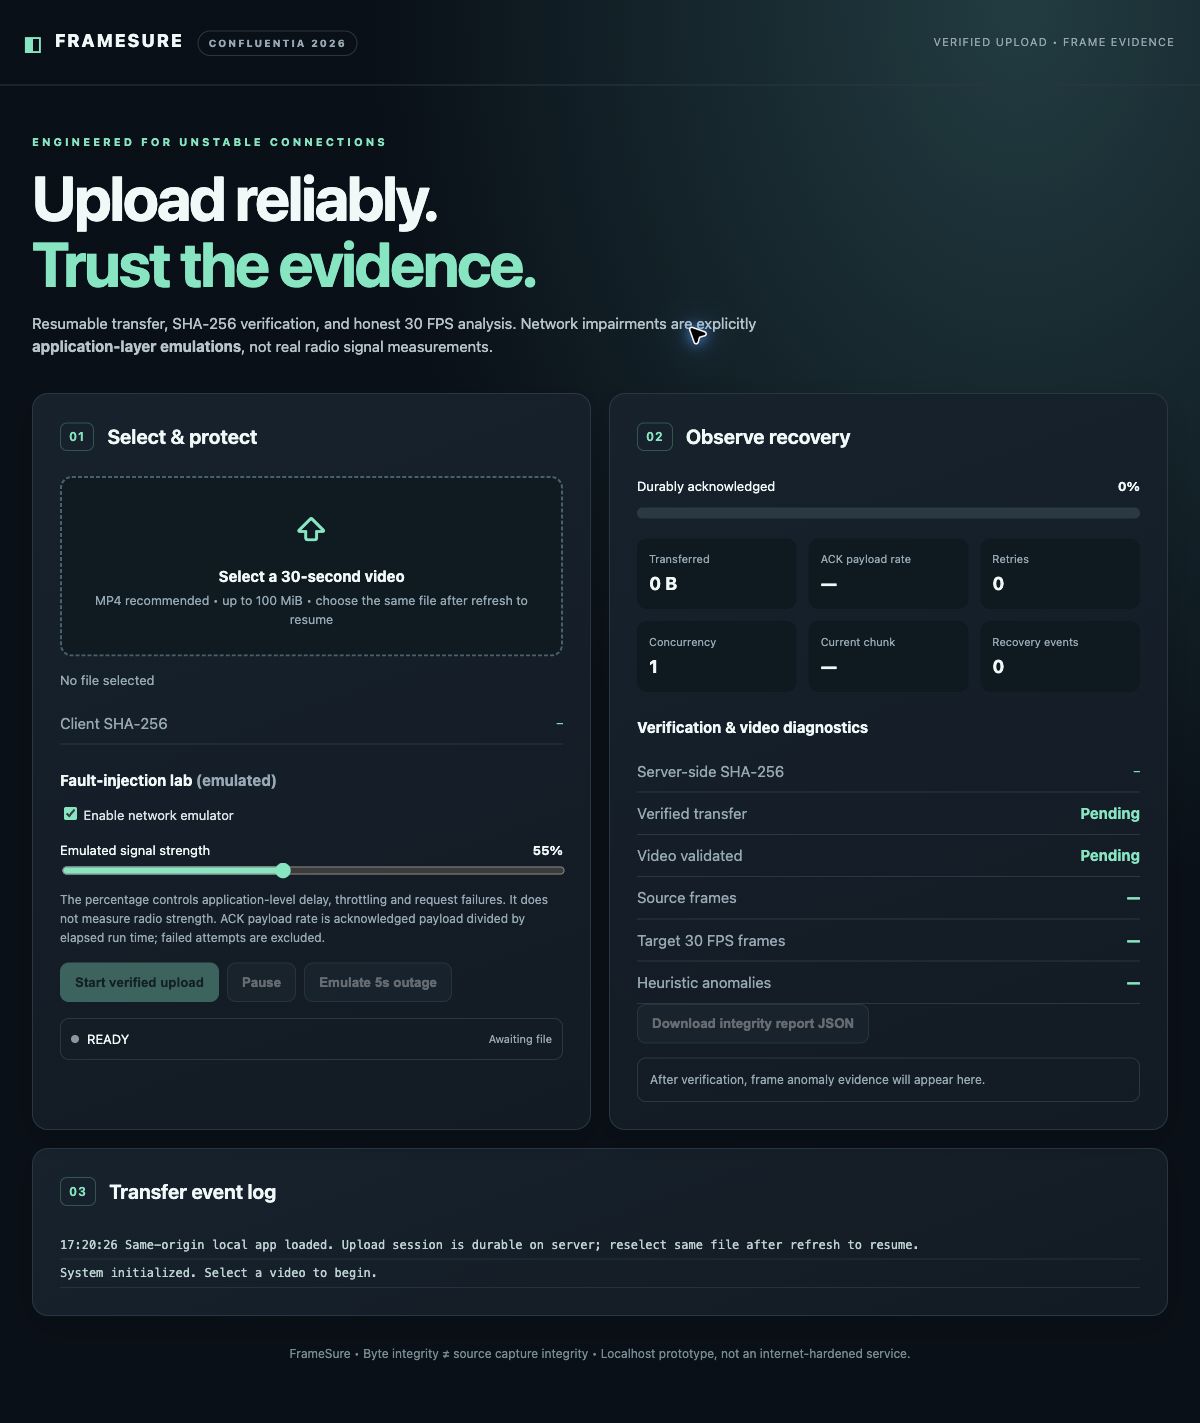 FRAMESURE
CONFLUENTIA 2026
VERIFIED UPLOAD • FRAME EVIDENCE
ENGINEERED FOR UNSTABLE CONNECTIONS
Upload reliably.
Trust the evidence.
Resumable transfer, SHA-256 verification, and honest 30 FPS analysis. Network impairments are explicitly
application-layer emulations, not real radio signal measurements.
01
Select & protect
Select a 30-second video
MP4 recommended • up to 100 MiB • choose the same file after refresh to
resume
No file selected
Client SHA-256 –
Fault-injection lab (emulated)
Enable network emulator
Emulated signal strength 55%
The percentage controls application-level delay, throttling and request failures. It does
not measure radio strength. ACK payload rate is acknowledged payload divided by
elapsed run time; failed attempts are excluded.
Start verified upload
Pause
Emulate 5s outage
READY
Awaiting file
02
Observe recovery
Durably acknowledged 0%
Transferred
0 B
ACK payload rate
—
Retries
0
Concurrency
1
Current chunk
—
Recovery events
0
Verification & video diagnostics
Server-side SHA-256 –
Verified transfer Pending
Video validated Pending
Source frames —
Target 30 FPS frames —
Heuristic anomalies —
Download integrity report JSON
After verification, frame anomaly evidence will appear here.
03
Transfer event log
17:20:26 Same-origin local app loaded. Upload session is durable on server; reselect same file after refresh to resume.
System initialized. Select a video to begin.
FrameSure • Byte integrity ≠ source capture integrity • Localhost prototype, not an internet-hardened service.